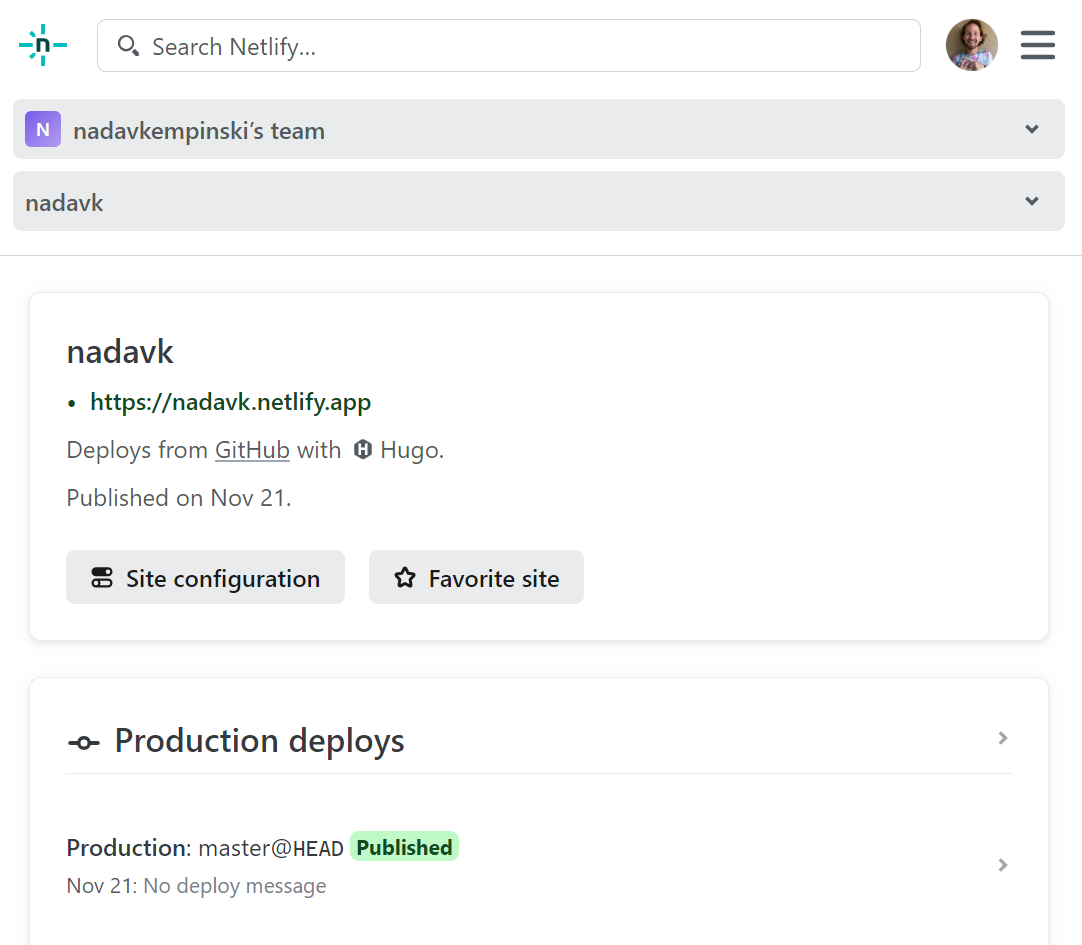 n
Search Netlify...
N
nadavkempinski’s team
nadavk
nadavk
• https://nadavk.netlify.app
Deploys from GitHub with H Hugo.
Published on Nov 21.
Site configuration
Favorite site
Production deploys
Production: master@HEAD Published
Nov 21: No deploy message